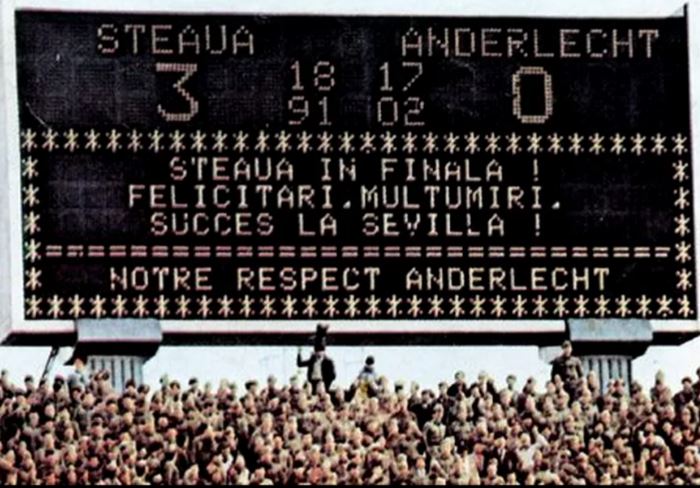 STEAUA ANDERLECHT
3 18 17 0
91 02
*******************************
STEAUA IN FINALA !
FELICITARI.MULTUMIRI.
SUCCES LA SEVILLA !
==============================
NOTRE RESPECT ANDERLECHT
*******************************